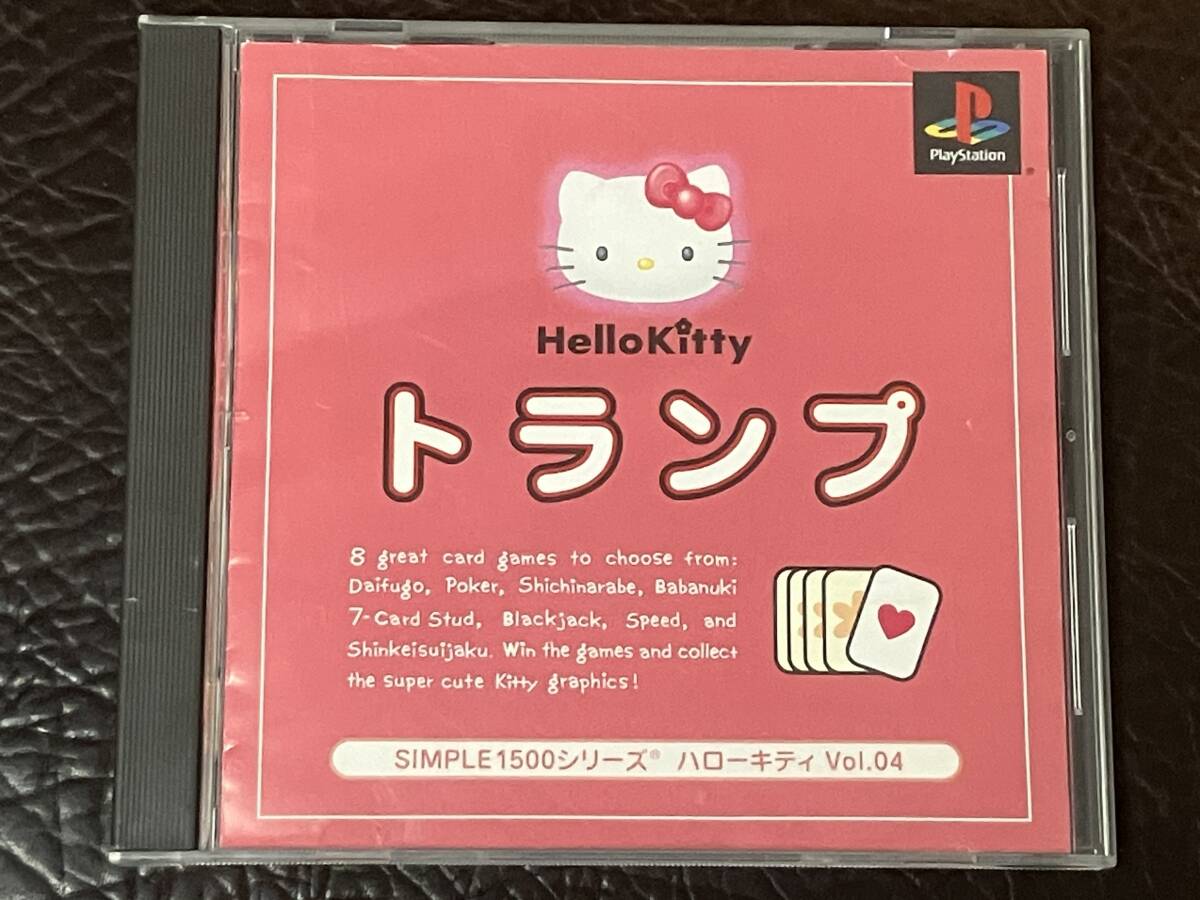 PlayStation
HelloKitty
トランプ
8 great card games to choose from:
Daifugo, Poker, Shichinarabe, Babanuki
7-Card Stud, Blackjack, Speed, and
Shinkeisuijaku. Win the games and collect
the super cute Kitty graphics!
SIMPLE1500シリーズ® ハローキティ Vol.04